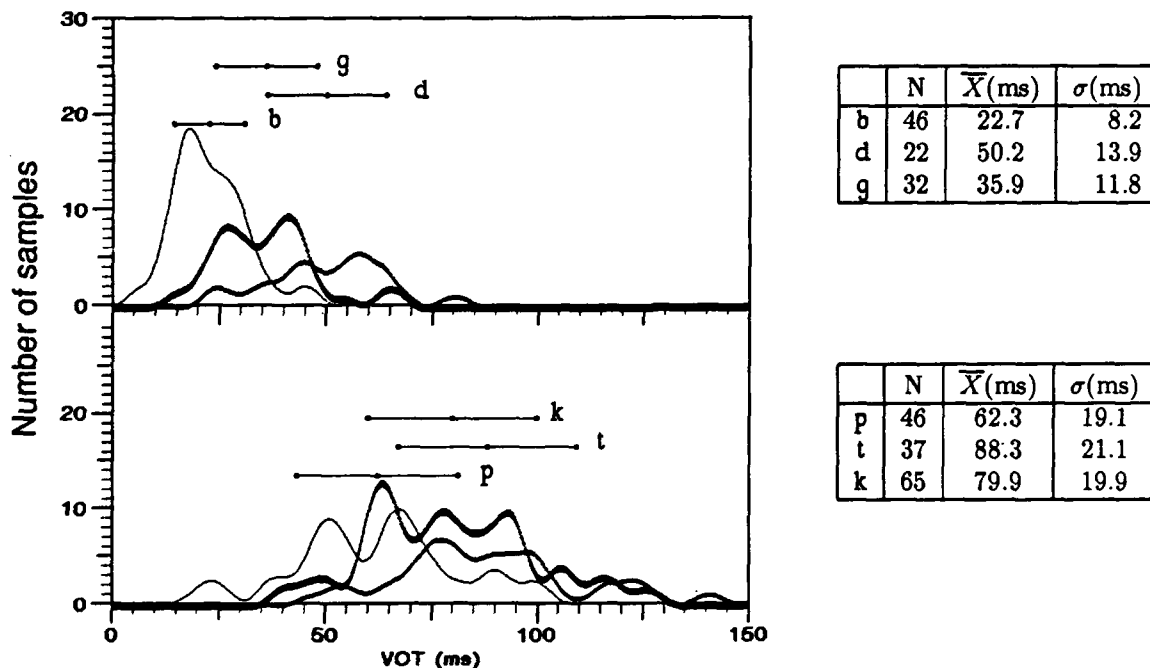 Number of samples
30
20
10
0
g
d
b
20
10
0
k
t
p
0 50 100 150
VOT (ms)
N X̅(ms) σ(ms)
b 46 22.7 8.2
d 22 50.2 13.9
g 32 35.9 11.8
N X̅(ms) σ(ms)
p 46 62.3 19.1
t 37 88.3 21.1
k 65 79.9 19.9